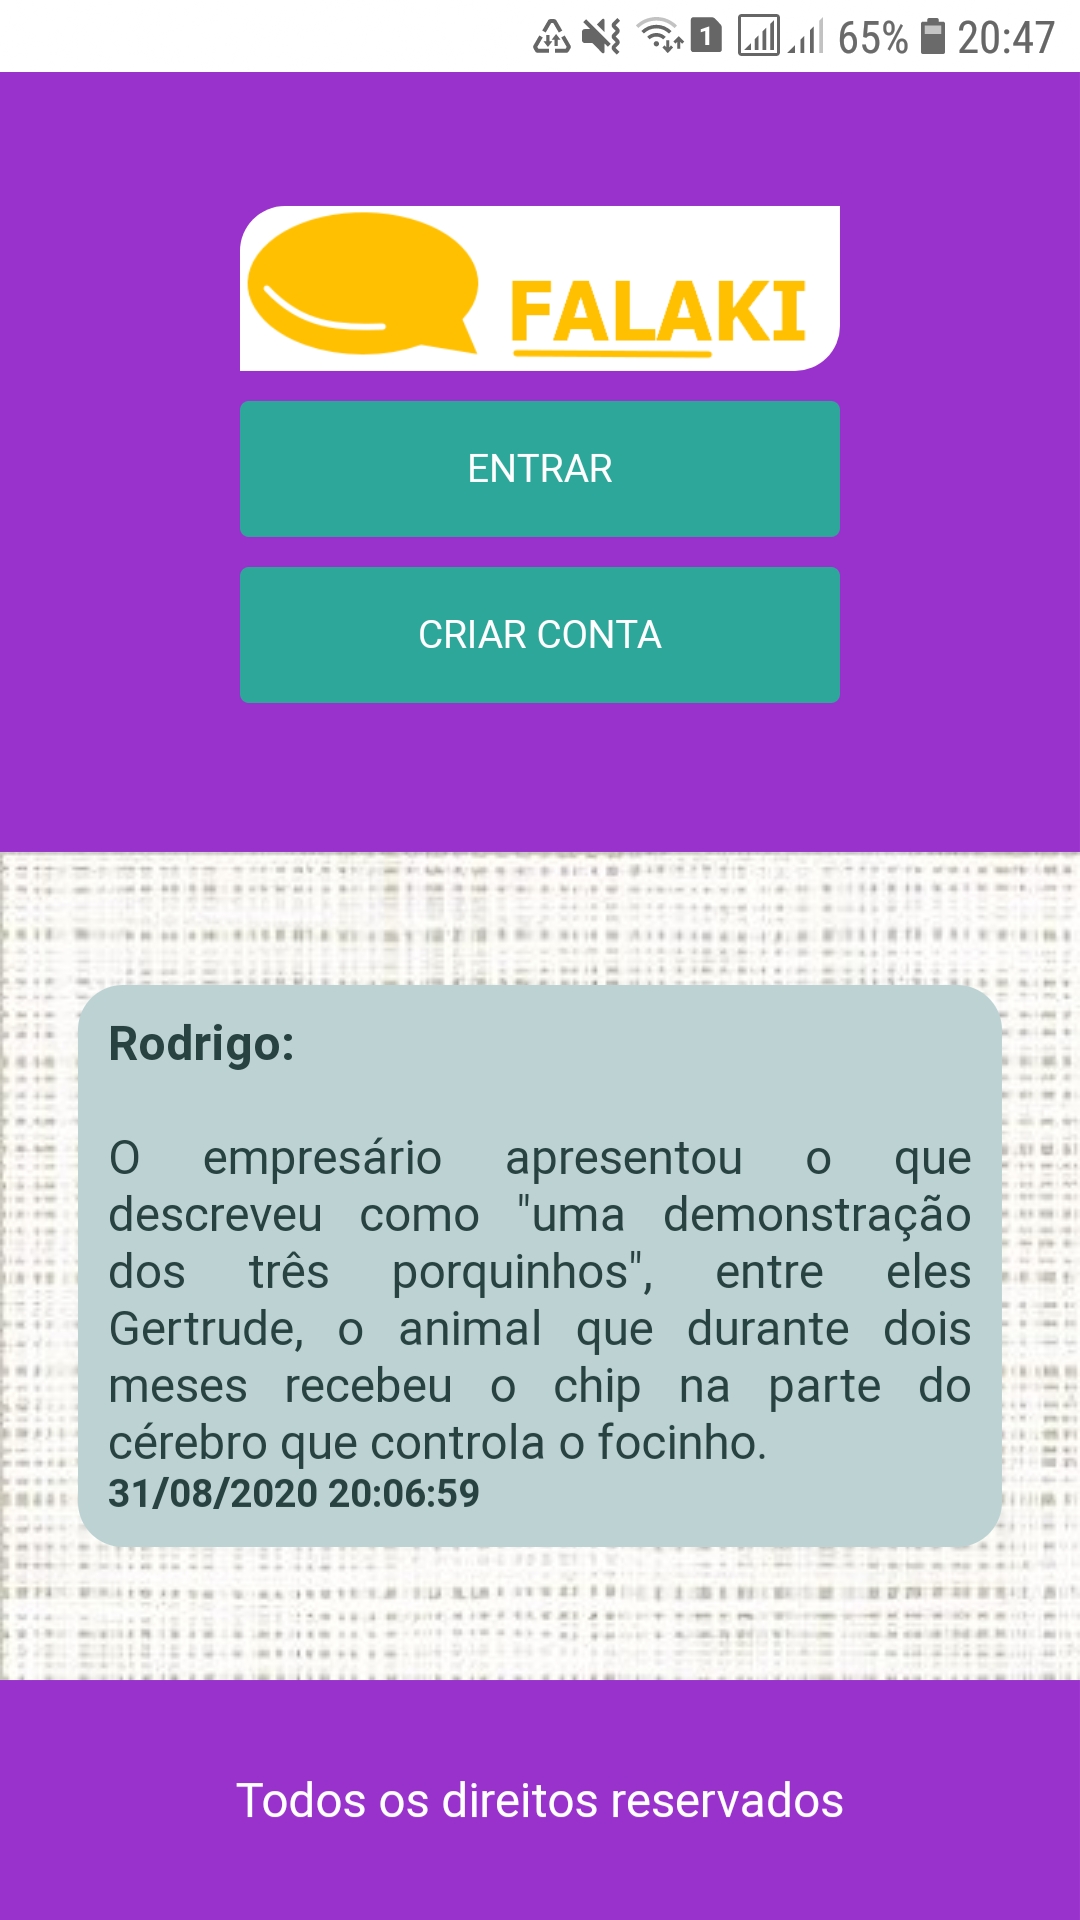 1 65% 20:47
FALAKI
ENTRAR
CRIAR CONTA
Rodrigo:
O empresário apresentou o que
descreveu como "uma demonstração
dos três porquinhos", entre eles
Gertrude, o animal que durante dois
meses recebeu o chip na parte do
cérebro que controla o focinho.
31/08/2020 20:06:59
Todos os direitos reservados